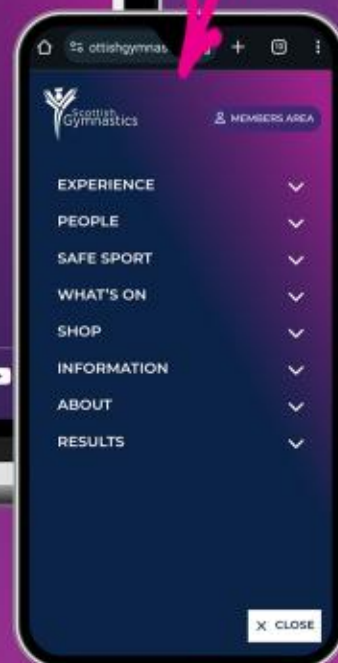 ottishgymnas
Scottish
Gymnastics
MEMBERS AREA
EXPERIENCE
PEOPLE
SAFE SPORT
WHAT'S ON
SHOP
INFORMATION
ABOUT
RESULTS
X CLOSE